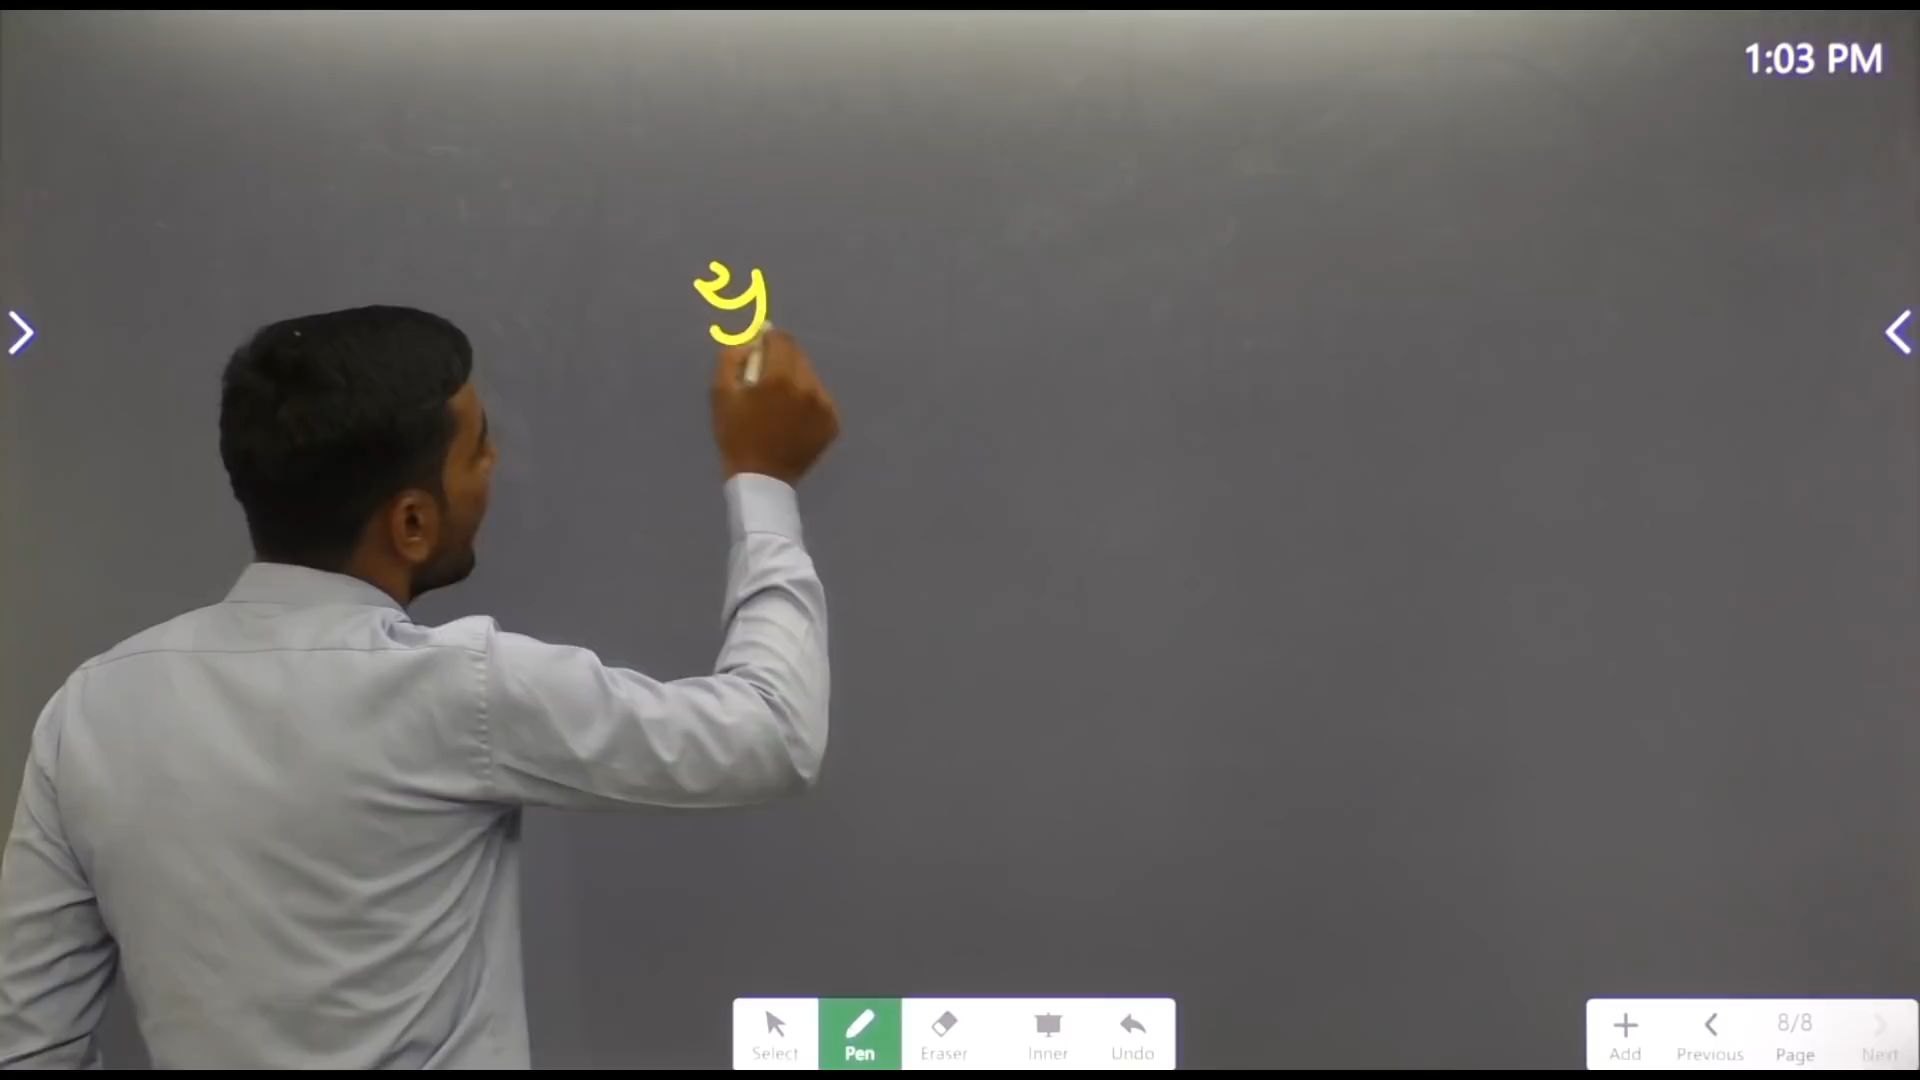 1:03 PM
यु
Select Pen Eraser Inner Undo
Add Previous 8/8 Page Next